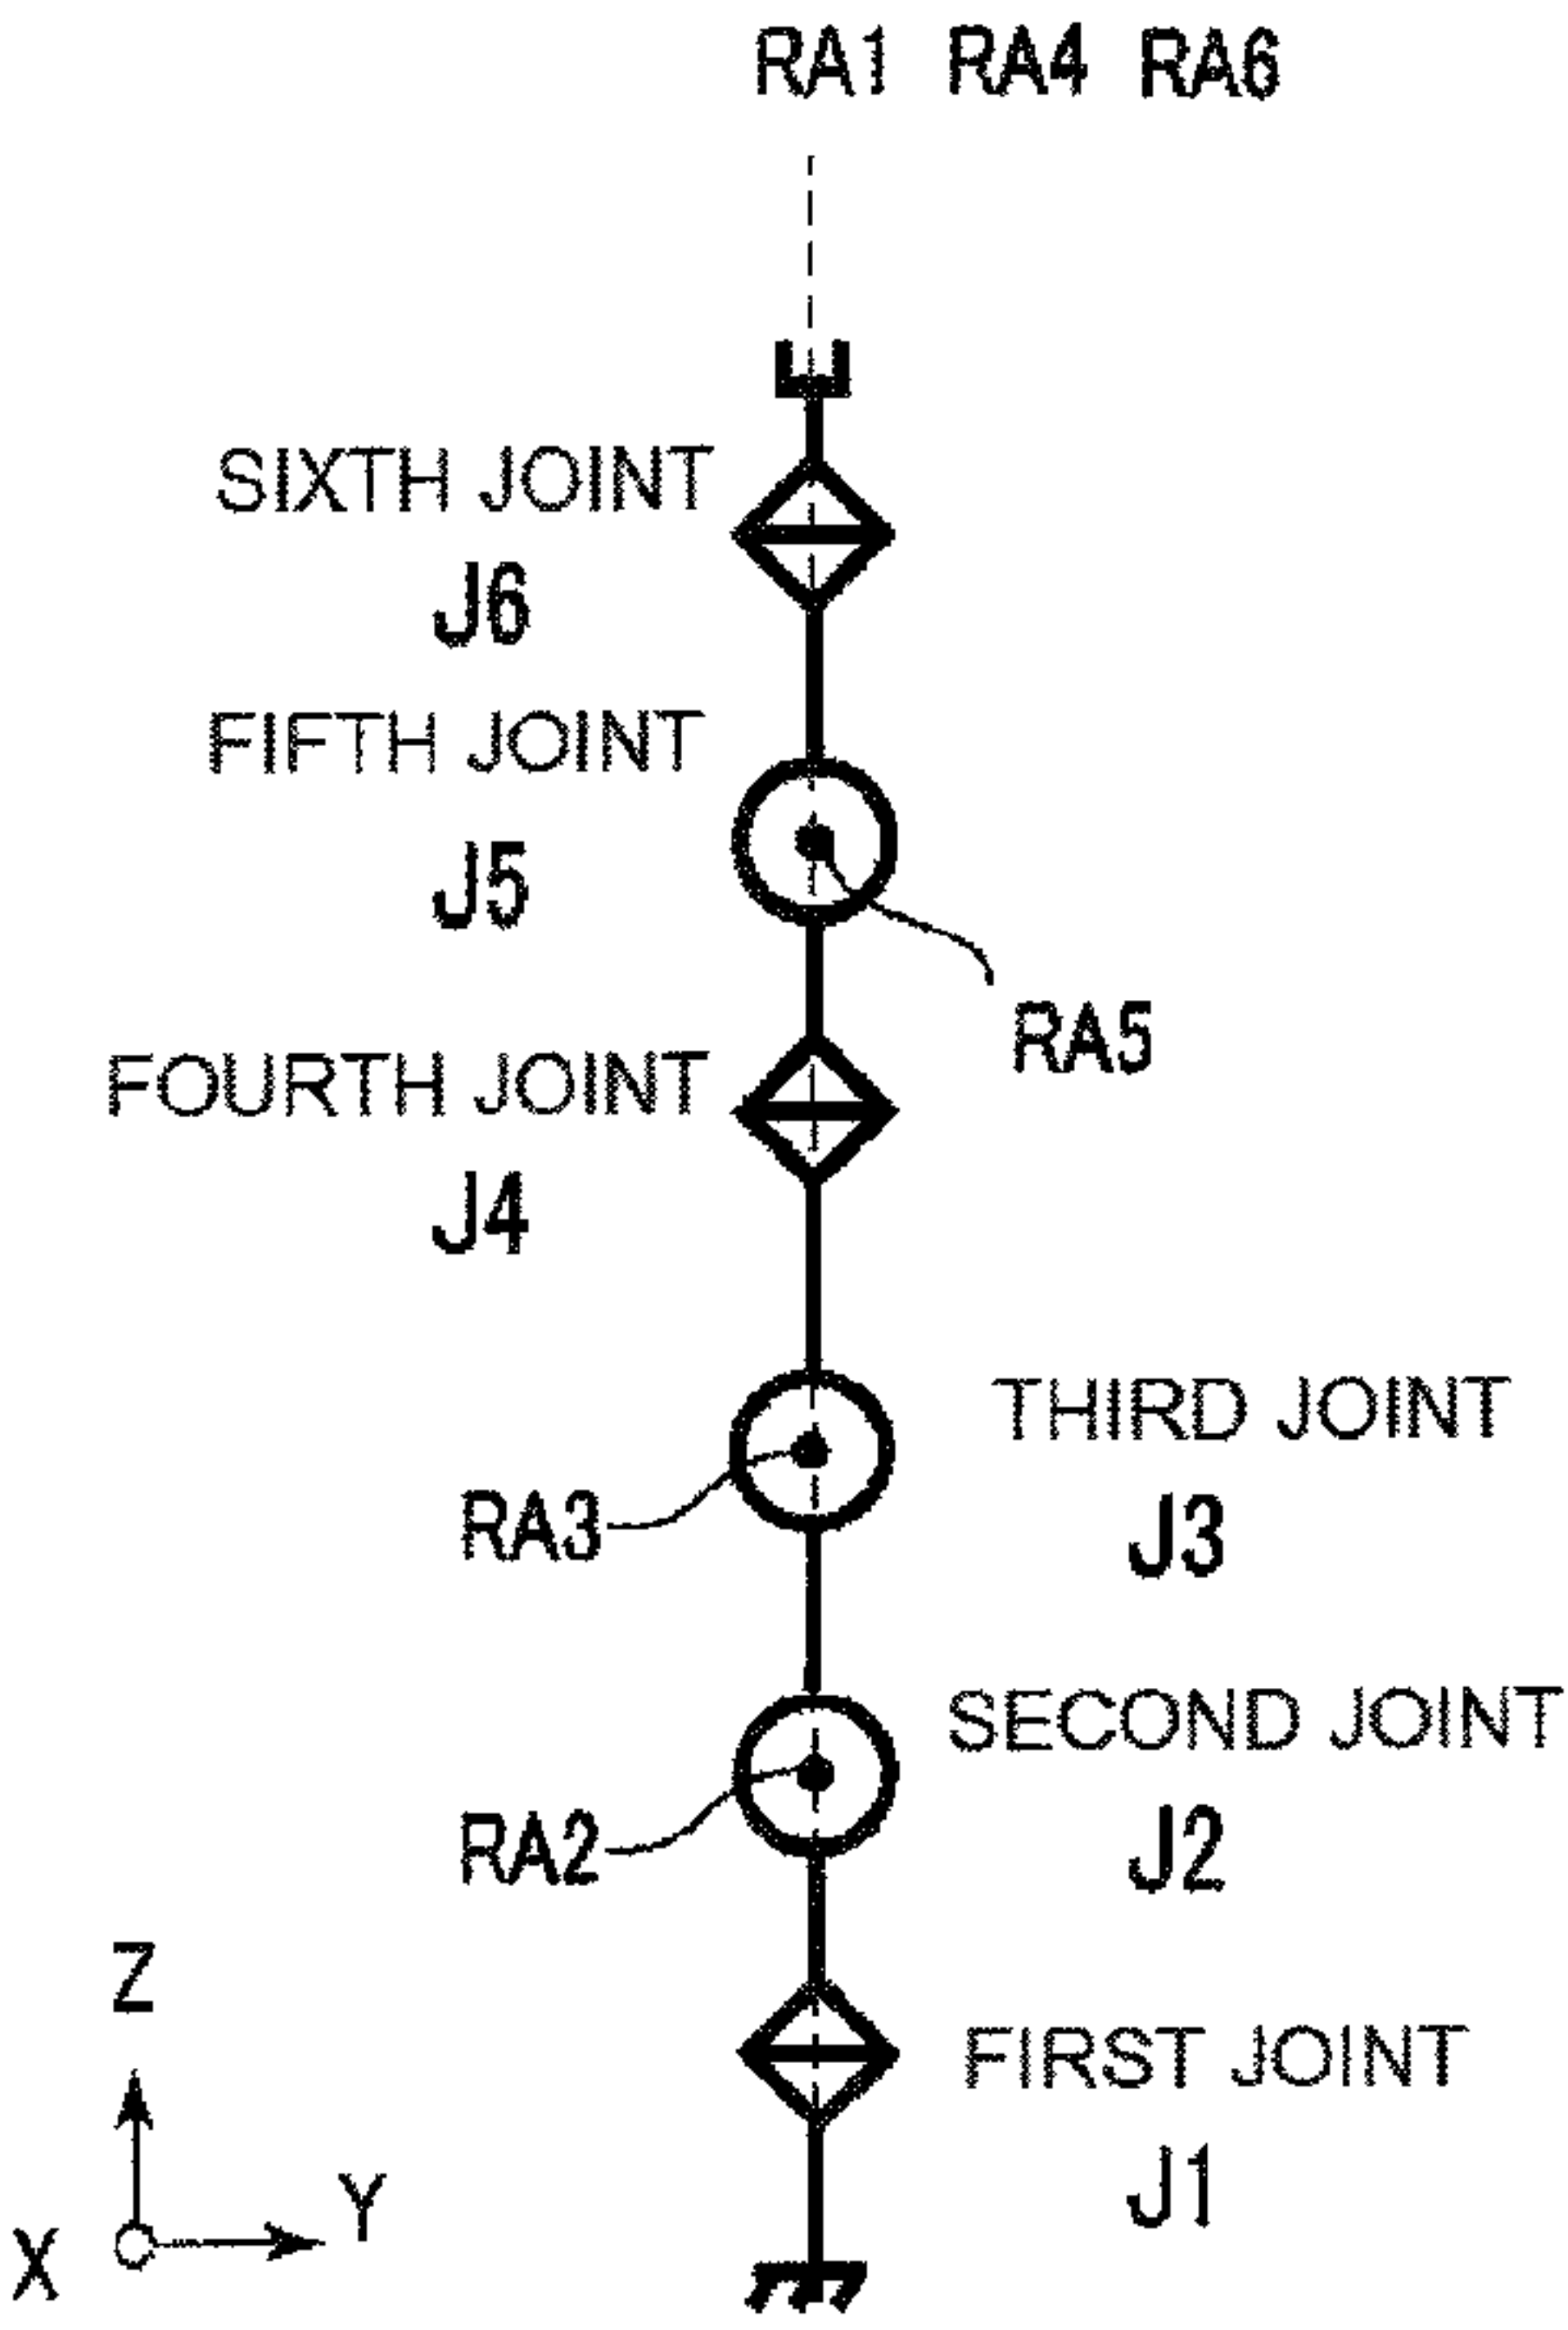 RA1 RA4 RA6
SIXTH JOINT
J6
FIFTH JOINT
J5
RA5
FOURTH JOINT
J4
THIRD JOINT
RA3
J3
SECOND JOINT
RA2
J2
Z
FIRST JOINT
J1
Y
X